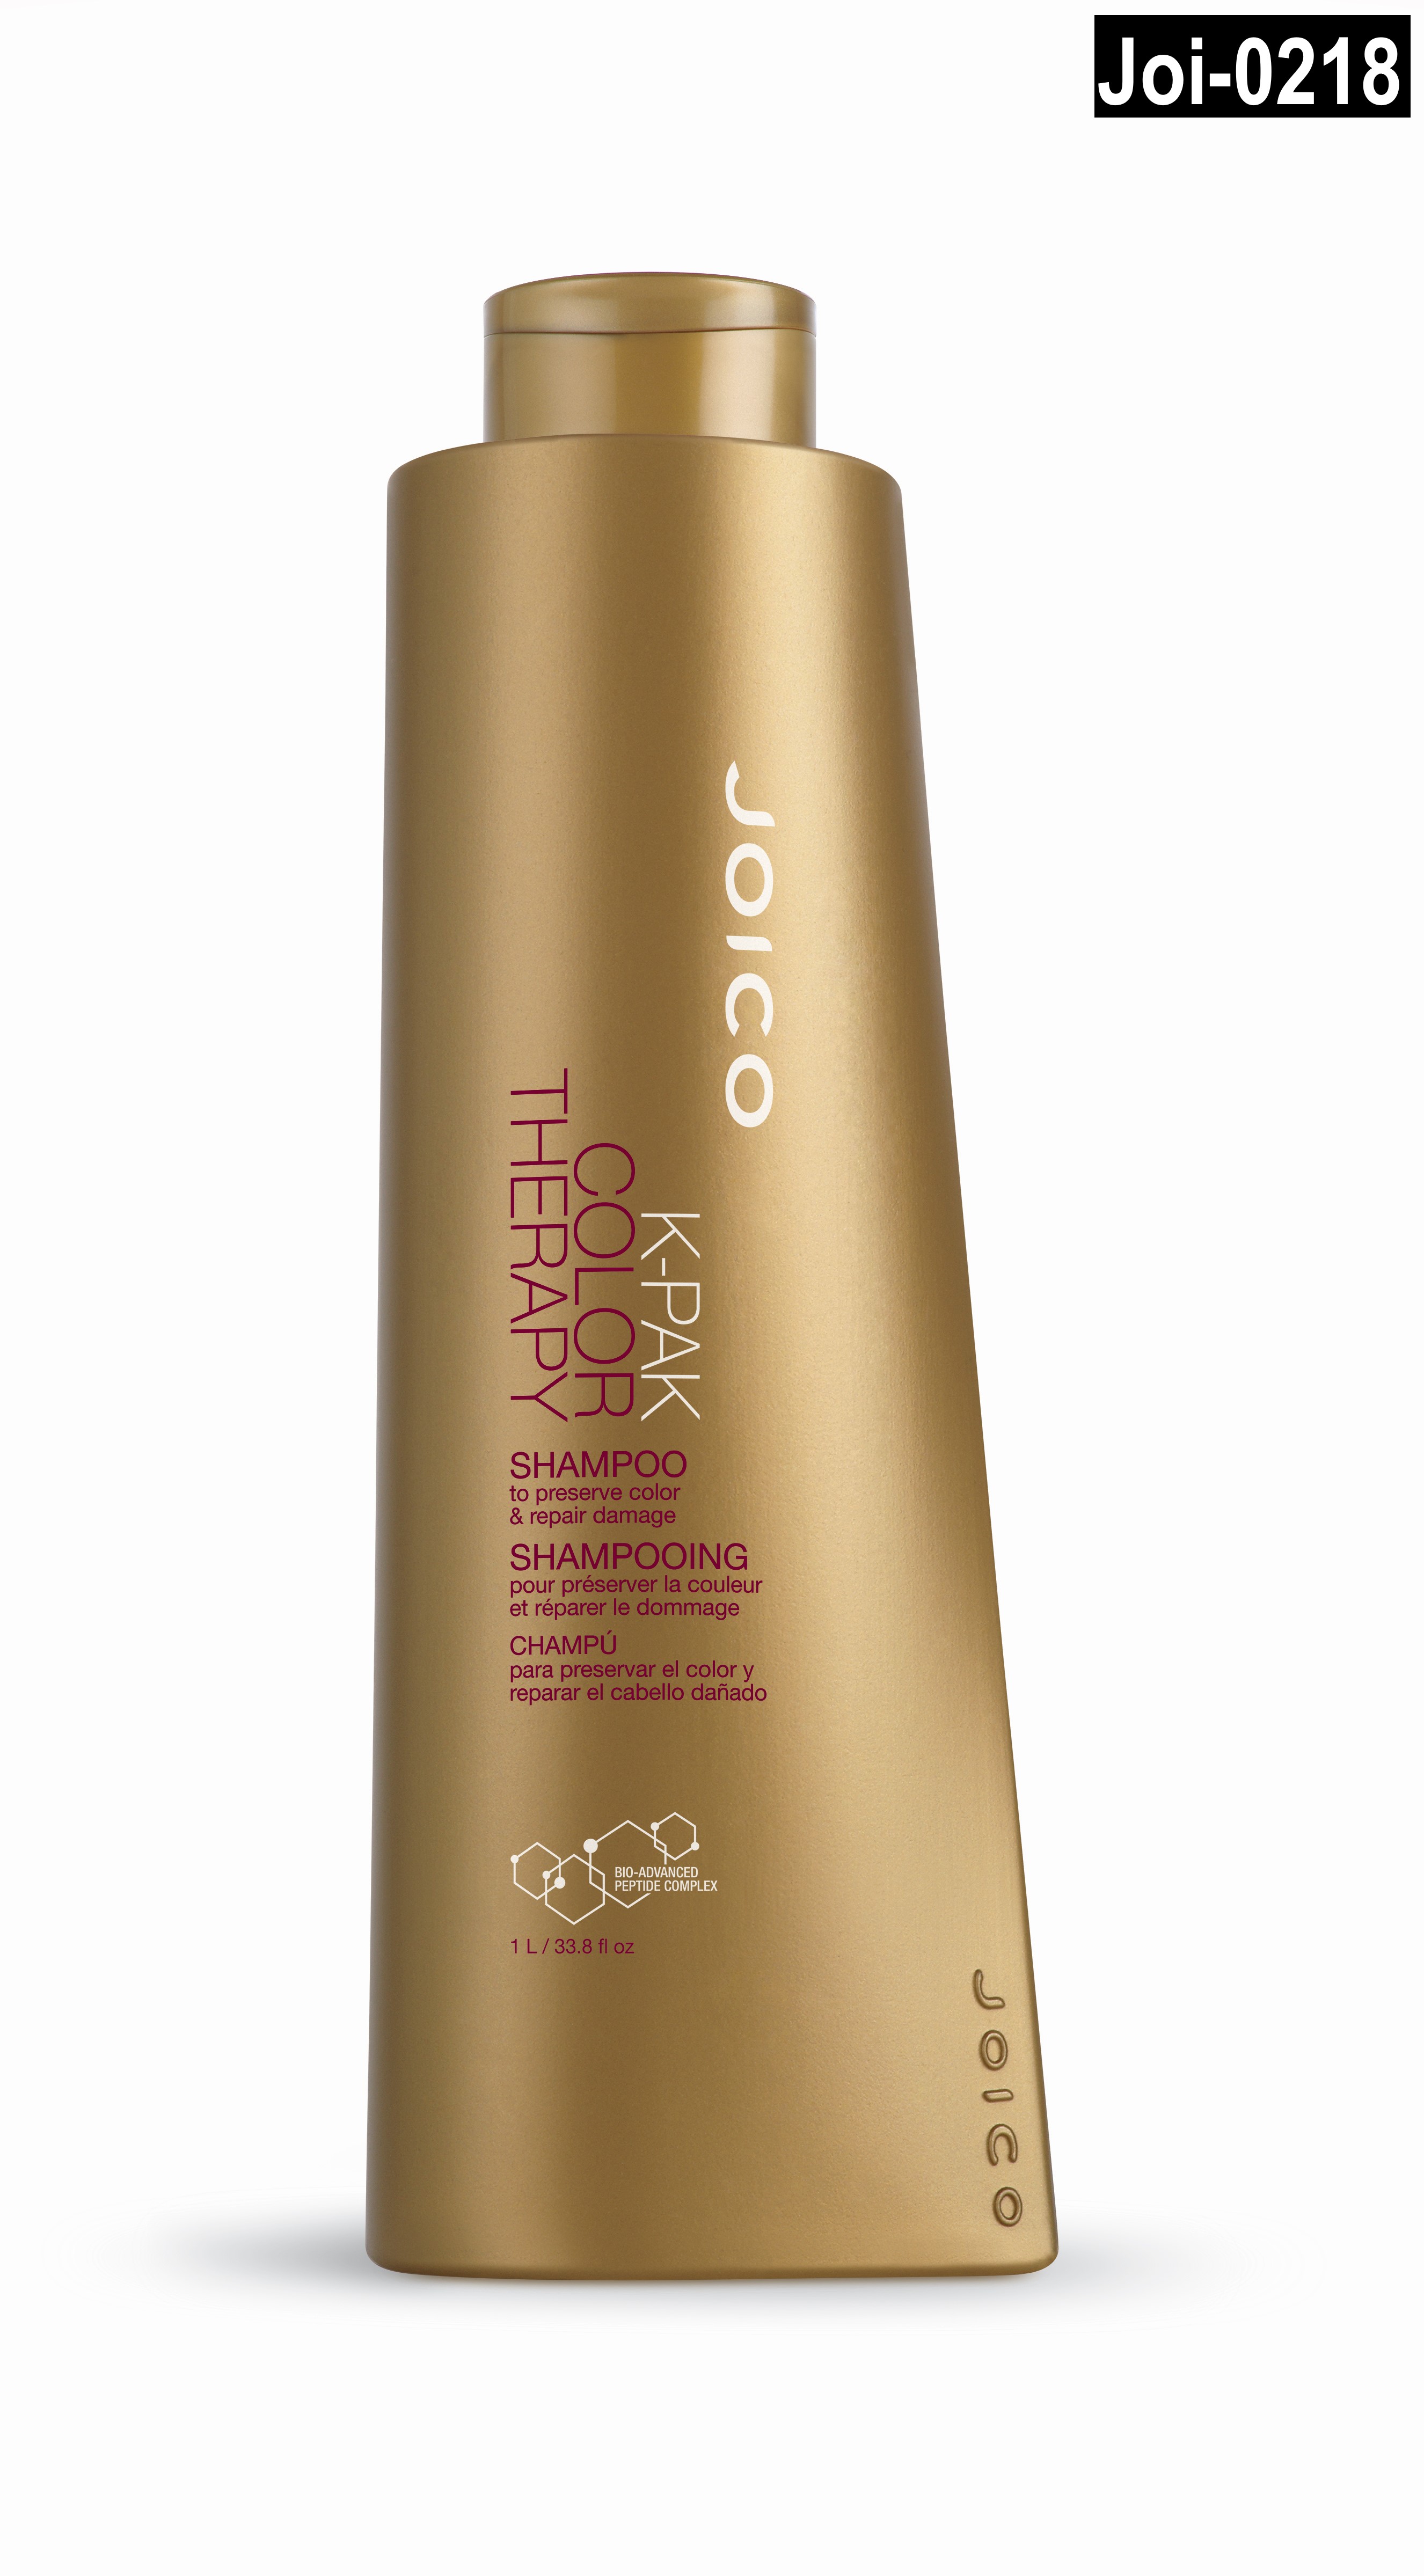 Joi-0218
JOICO
K-PAK
COLOR
THERAPY
SHAMPOO
to preserve color
& repair damage
SHAMPOOING
pour préserver la couleur
et réparer le dommage
CHAMPÚ
para preservar el color y
reparar el cabello dañado
BIO-ADVANCED
PEPTIDE COMPLEX
1 L / 33.8 fl oz
JOICO